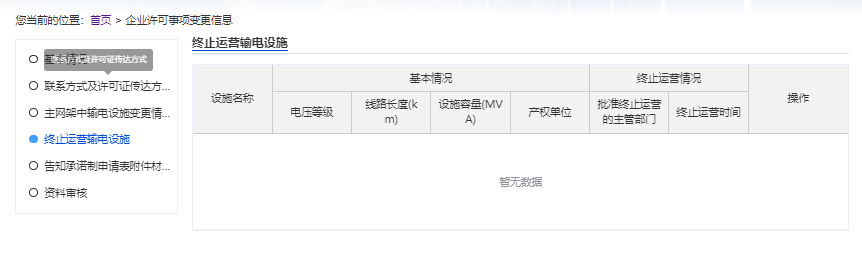 您当前的位置：首页 > 企业许可事项变更信息
基本情况
联系方式及许可证传达方式
联系方式及许可证传达方...
主网架中输电设施变更情...
终止运营输电设施
告知承诺制申请表附件材...
资料审核
终止运营输电设施
设施名称
基本情况
终止运营情况
操作
电压等级
线路长度(k
m)
设施容量(MV
A)
产权单位
批准终止运营
的主管部门
终止运营时间
暂无数据